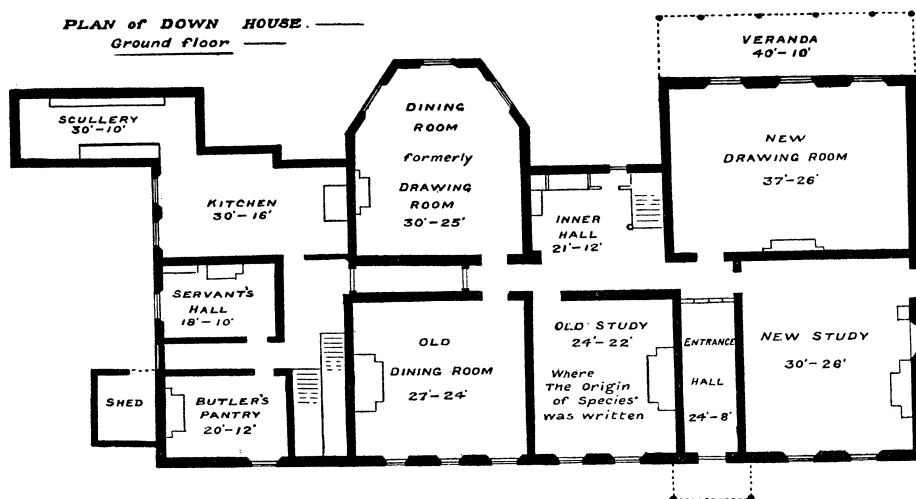 PLAN of DOWN HOUSE.
Ground floor
VERANDA
40'-10'
SCULLERY
30'-10'
DINING
ROOM
formerly
DRAWING
ROOM
30'-25'
NEW
DRAWING ROOM
37'-26'
KITCHEN
30'-16'
INNER
HALL
21'-12'
SERVANT'S
HALL
18'-10'
OLD
DINING ROOM
27'-24'
OLD STUDY
24'-22'
Where
The Origin
of Species"
was written
ENTRANCE
HALL
24'-8'
NEW STUDY
30'-28'
SHED
BUTLER'S
PANTRY
20'-12'